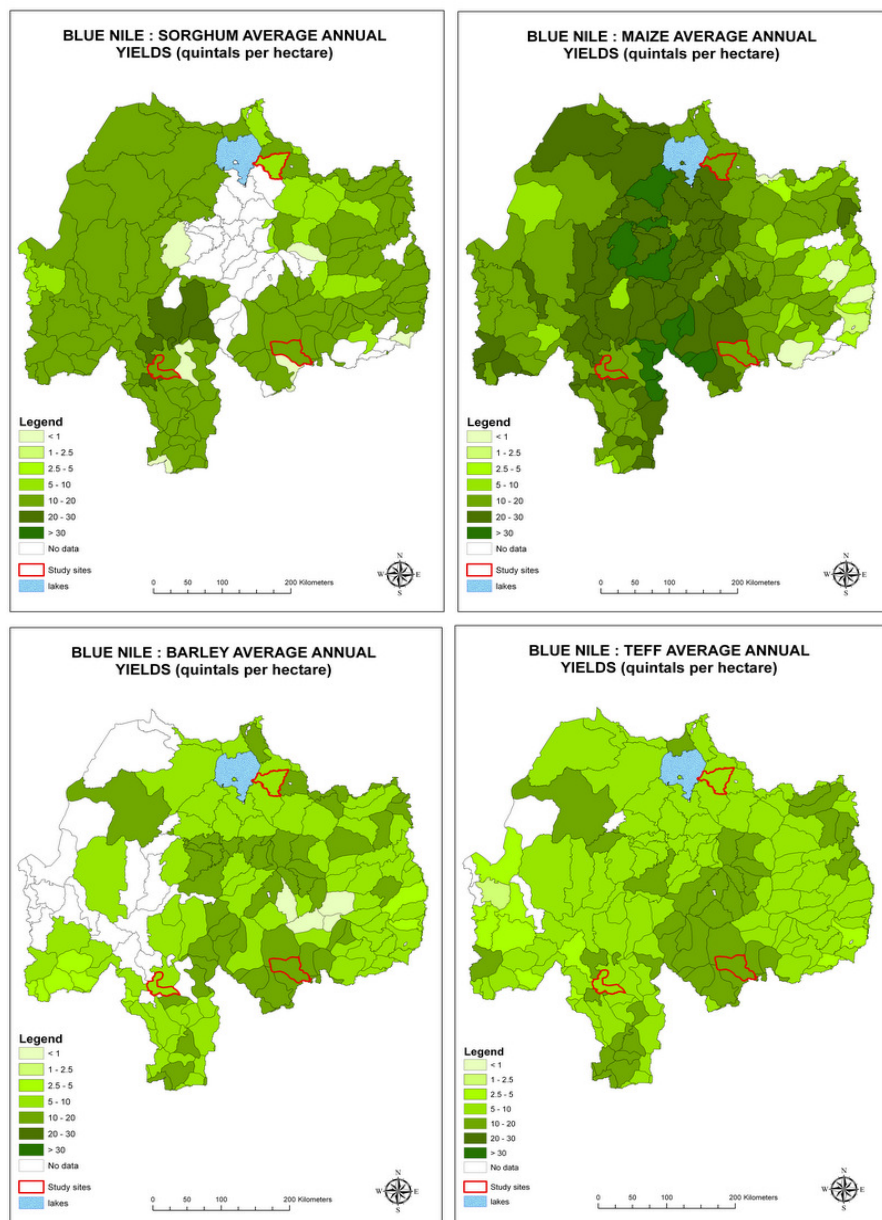 BLUE NILE : SORGHUM AVERAGE ANNUAL
YIELDS (quintals per hectare)
Legend
< 1
1 - 2.5
2.5 - 5
5 - 10
10 - 20
20 - 30
> 30
No data
Study sites
lakes
0 50 100 200 Kilometers
N
W E
S
BLUE NILE : MAIZE AVERAGE ANNUAL
YIELDS (quintals per hectare)
Legend
< 1
1 - 2.5
2.5 - 5
5 - 10
10 - 20
20 - 30
> 30
No data
Study sites
lakes
0 50 100 200 Kilometers
N
W E
S
BLUE NILE : BARLEY AVERAGE ANNUAL
YIELDS (quintals per hectare)
Legend
< 1
1 - 2.5
2.5 - 5
5 - 10
10 - 20
20 - 30
> 30
No data
Study sites
lakes
0 50 100 200 Kilometers
N
W E
S
BLUE NILE : TEFF AVERAGE ANNUAL
YIELDS (quintals per hectare)
Legend
< 1
1 - 2.5
2.5 - 5
5 - 10
10 - 20
20 - 30
> 30
No data
Study sites
lakes
0 50 100 200 Kilometers
N
W E
S